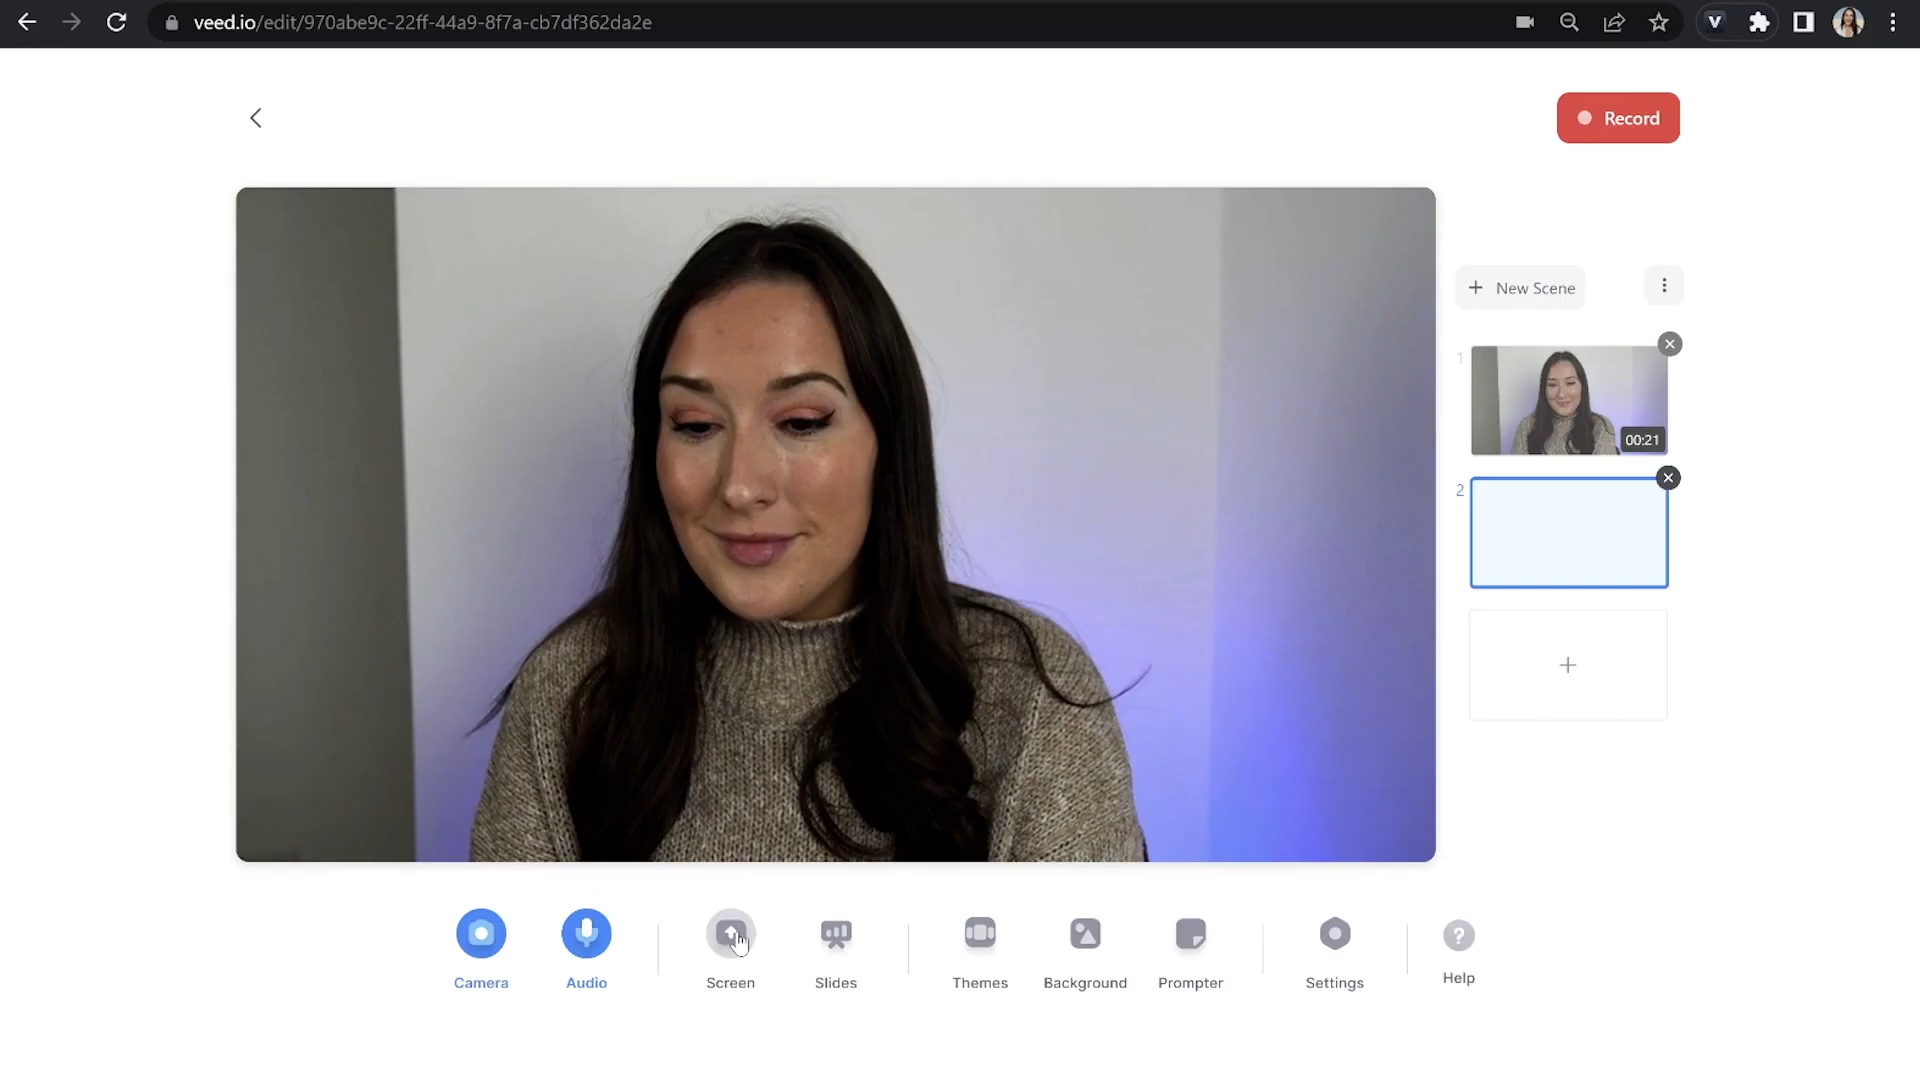 veed.io/edit/970abe9c-22ff-44a9-8f7a-cb7df362da2e
V
Record
+ New Scene
1
00:21
2
+
Camera
Audio
Screen
Slides
Themes
Background
Prompter
Settings
?
Help